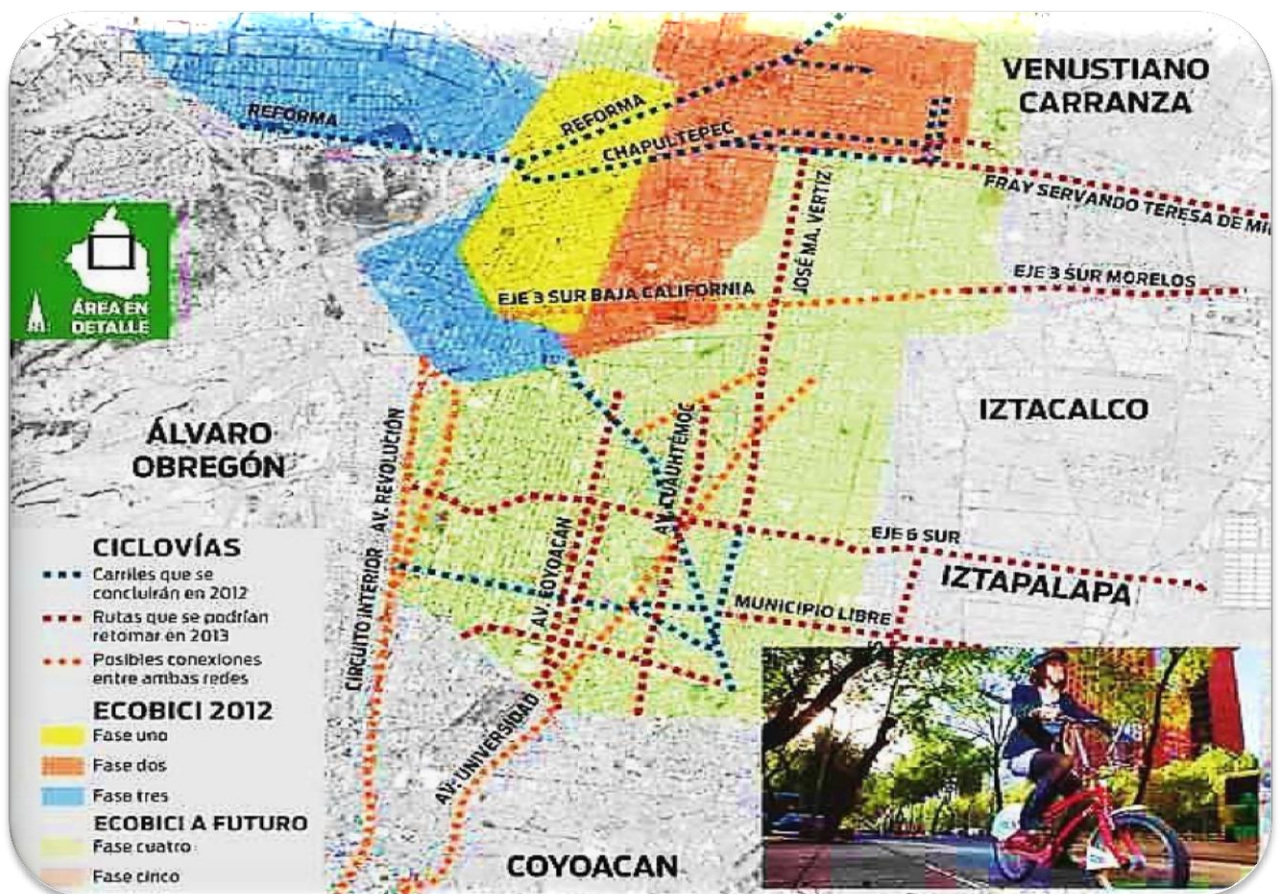 VENUSTIANO
CARRANZA
REFORMA
REFORMA
CHAPULTEPEC
FRAY SERVANDO TERESA DE MI
JOSÉ MA. VÉRTIZ
ÁREA EN
DETALLE
EJE 3 SUR BAJA CALIFORNIA
EJE 3 SUR MORELOS
ÁLVARO
OBREGÓN
IZTACALCO
AV. REVOLUCIÓN
AV. CUAUHTÉMOC
EJE 6 SUR
IZTAPALAPA
CIRCUITO INTERIOR
AV. COYOACAN
MUNICIPIO LIBRE
AV. UNIVERSIDAD
COYOACAN
CICLOVÍAS
Carriles que se
concluirán en 2012
Rutas que se podrían
retomar en 2013
Posibles conexiones
entre ambas redes
ECOBICI 2012
Fase uno
Fase dos
Fase tres
ECOBICI A FUTURO
Fase cuatro
Fase cinco